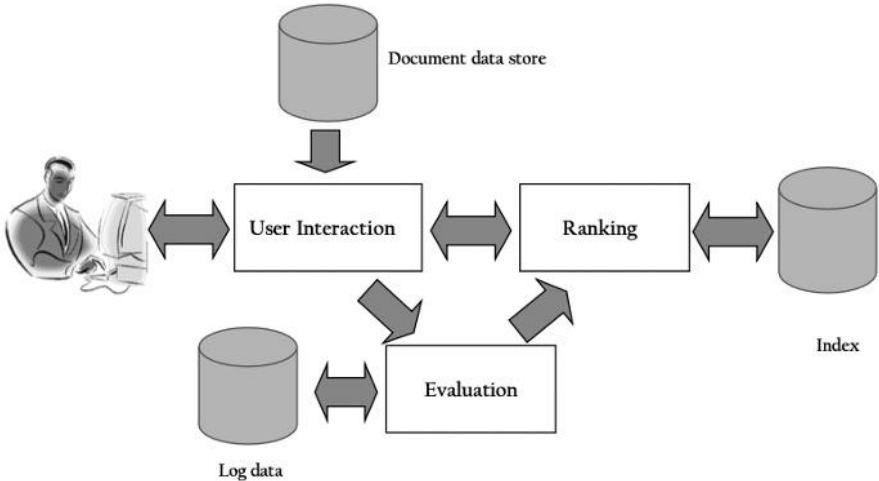 Document data store
User Interaction
Ranking
Index
Evaluation
Log data